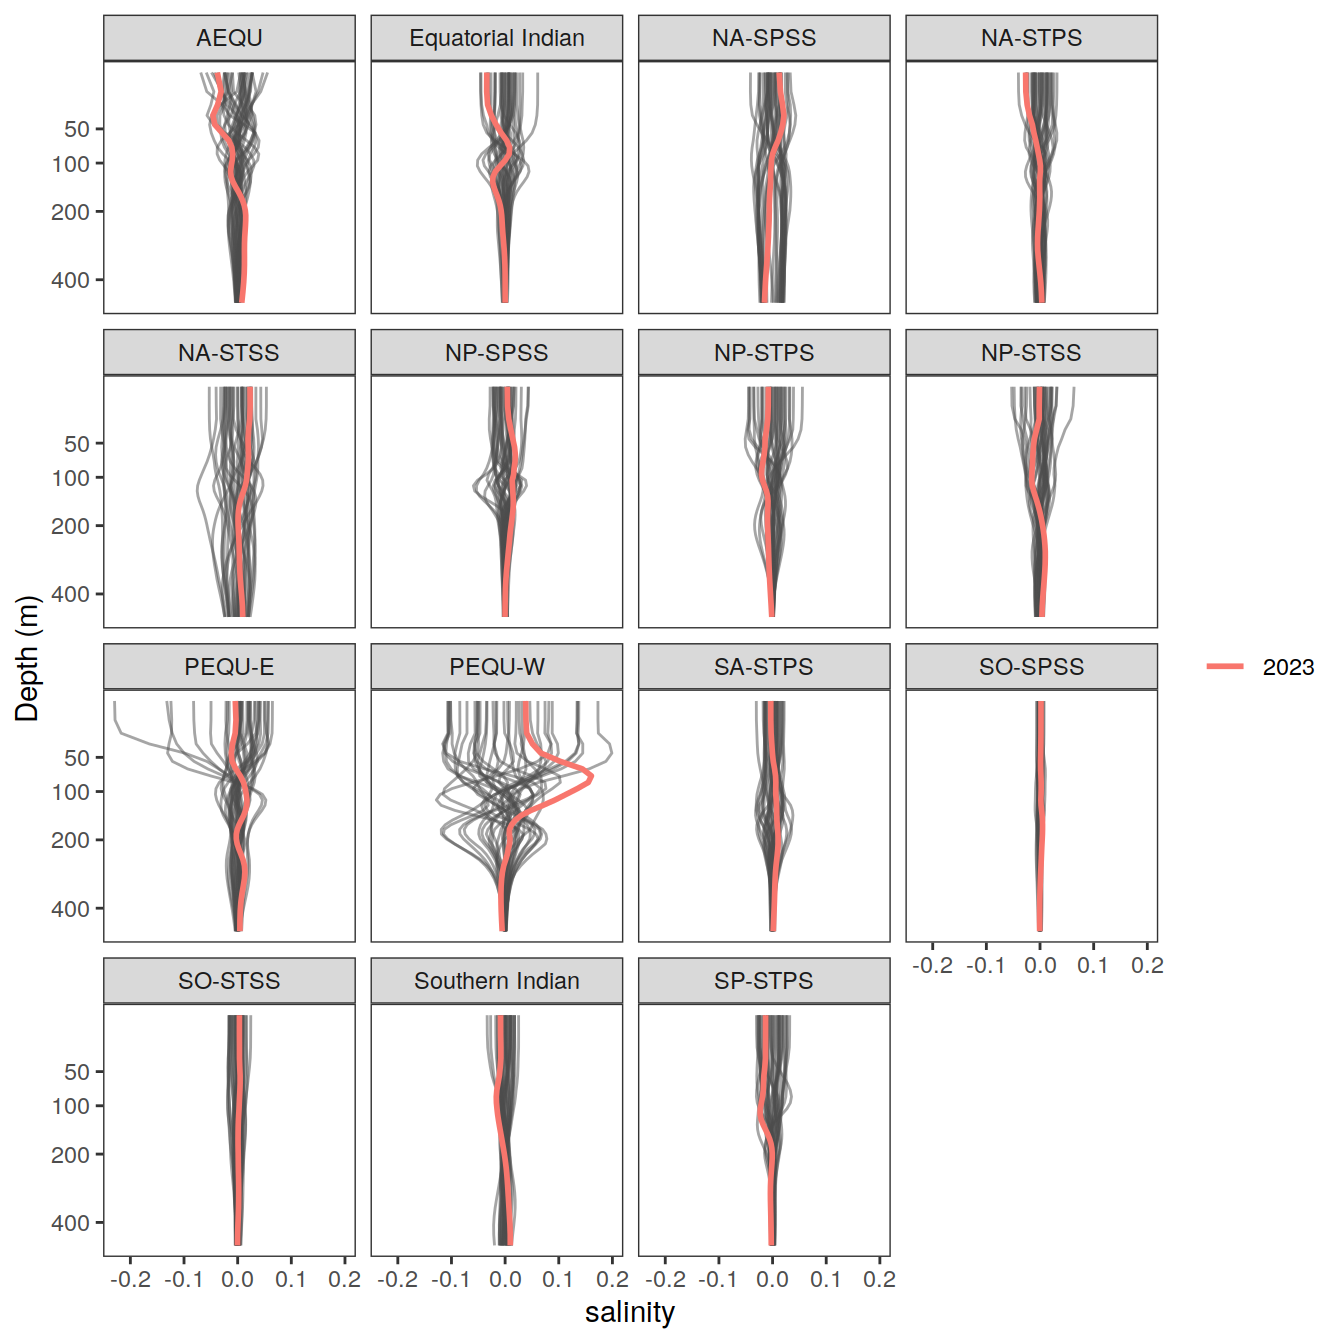 AEQU Equatorial Indian NA-SPSS NA-STPS
50
100
200
400
NA-STSS NP-SPSS NP-STPS NP-STSS
50
100
200
400
PEQU-E PEQU-W SA-STPS SO-SPSS
50
100
200
400
-0.2 -0.1 0.0 0.1 0.2
SO-STSS Southern Indian SP-STPS
50
100
200
400
-0.2 -0.1 0.0 0.1 0.2 -0.2 -0.1 0.0 0.1 0.2 -0.2 -0.1 0.0 0.1 0.2
salinity
Depth (m)
2023